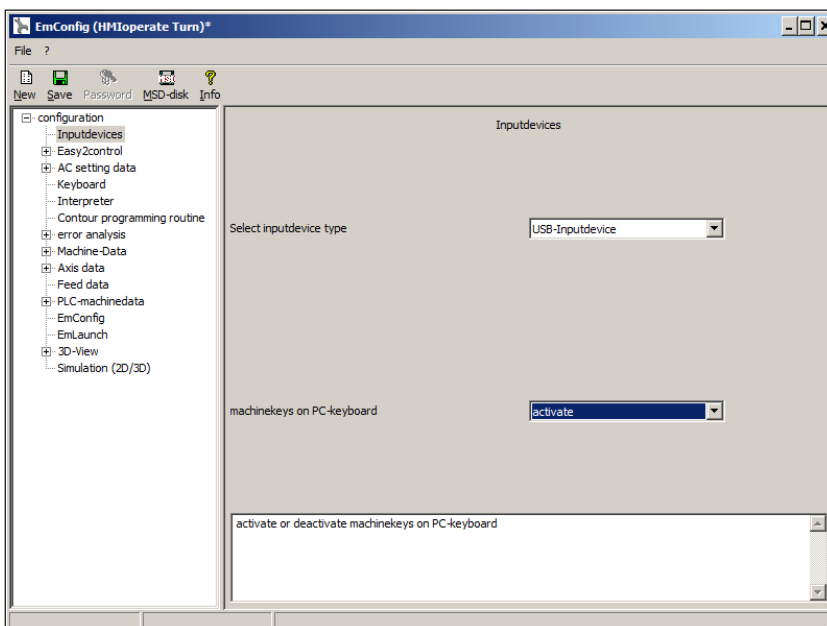 EmConfig (HMIoperate Turn)*
File ?
New Save Password MSD-disk Info
configuration
Inputdevices
Easy2control
AC setting data
Keyboard
Interpreter
Contour programming routine
error analysis
Machine-Data
Axis data
Feed data
PLC-machinedata
EmConfig
EmLaunch
3D-View
Simulation (2D/3D)
Inputdevices
Select inputdevice type USB-Inputdevice
machinekeys on PC-keyboard activate
activate or deactivate machinekeys on PC-keyboard